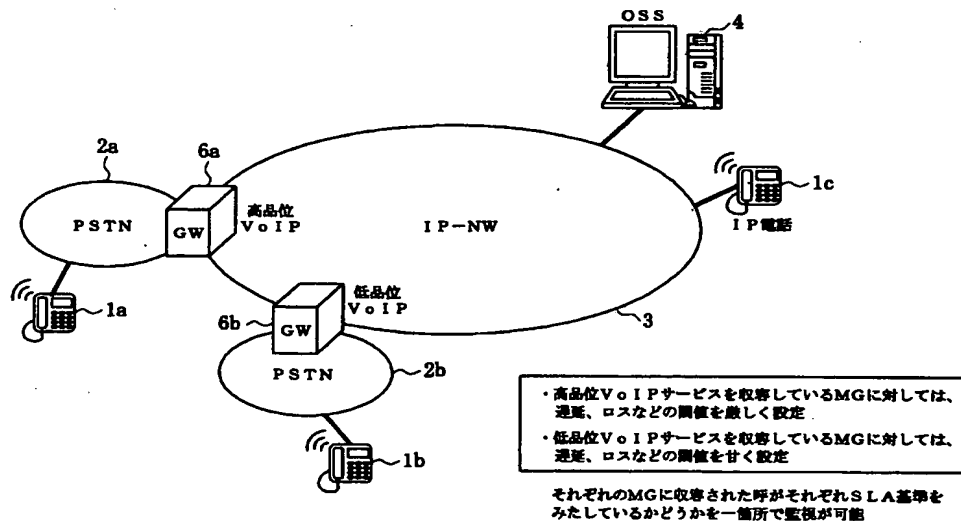 OSS
4
2a
6a
PSTN
GW
高品位
VoIP
IP-NW
1c
IP電話
1a
低品位
VoIP
6b
GW
3
PSTN
2b
1b
・高品位VoIPサービスを収容しているMGに対しては、
遅延、ロスなどの閾値を厳しく設定
・低品位VoIPサービスを収容しているMGに対しては、
遅延、ロスなどの閾値を甘く設定
それぞれのMGに収容された呼がそれぞれSLA基準を
みたしているかどうかを一箇所で監視が可能